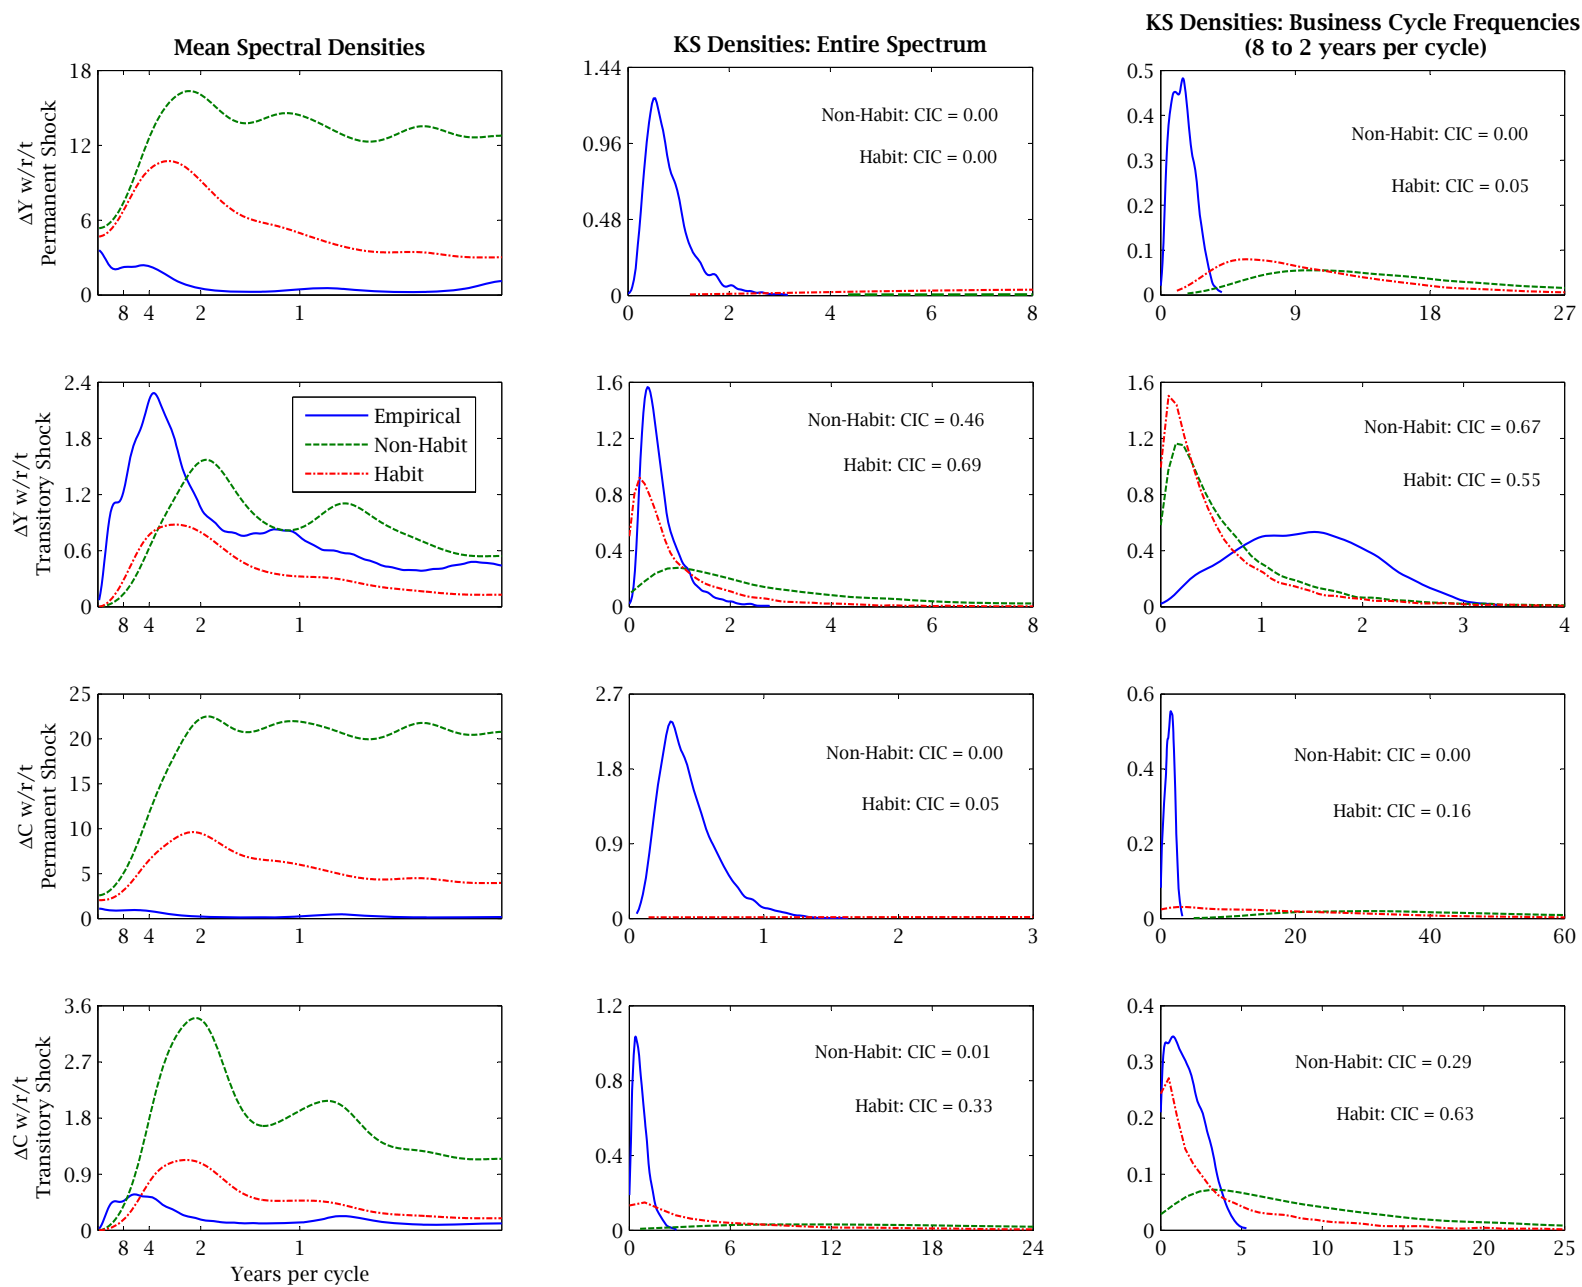 Mean Spectral Densities
KS Densities: Entire Spectrum
KS Densities: Business Cycle Frequencies
(8 to 2 years per cycle)
ΔY w/r/t
Permanent Shock
18
12
6
0
8 4 2 1
1.44
0.96
0.48
0
0 2 4 6 8
Non-Habit: CIC = 0.00
Habit: CIC = 0.00
0.5
0.4
0.3
0.2
0.1
0
0 9 18 27
Non-Habit: CIC = 0.00
Habit: CIC = 0.05
ΔY w/r/t
Transitory Shock
2.4
1.8
1.2
0.6
0
8 4 2 1
Empirical
Non-Habit
Habit
1.6
1.2
0.8
0.4
0
0 2 4 6 8
Non-Habit: CIC = 0.46
Habit: CIC = 0.69
1.6
1.2
0.8
0.4
0
0 1 2 3 4
Non-Habit: CIC = 0.67
Habit: CIC = 0.55
ΔC w/r/t
Permanent Shock
25
20
15
10
5
0
8 4 2 1
2.7
1.8
0.9
0
0 1 2 3
Non-Habit: CIC = 0.00
Habit: CIC = 0.05
0.6
0.4
0.2
0
0 20 40 60
Non-Habit: CIC = 0.00
Habit: CIC = 0.16
ΔC w/r/t
Transitory Shock
3.6
2.7
1.8
0.9
0
8 4 2 1
Years per cycle
1.2
0.8
0.4
0
0 6 12 18 24
Non-Habit: CIC = 0.01
Habit: CIC = 0.33
0.4
0.3
0.2
0.1
0
0 5 10 15 20 25
Non-Habit: CIC = 0.29
Habit: CIC = 0.63